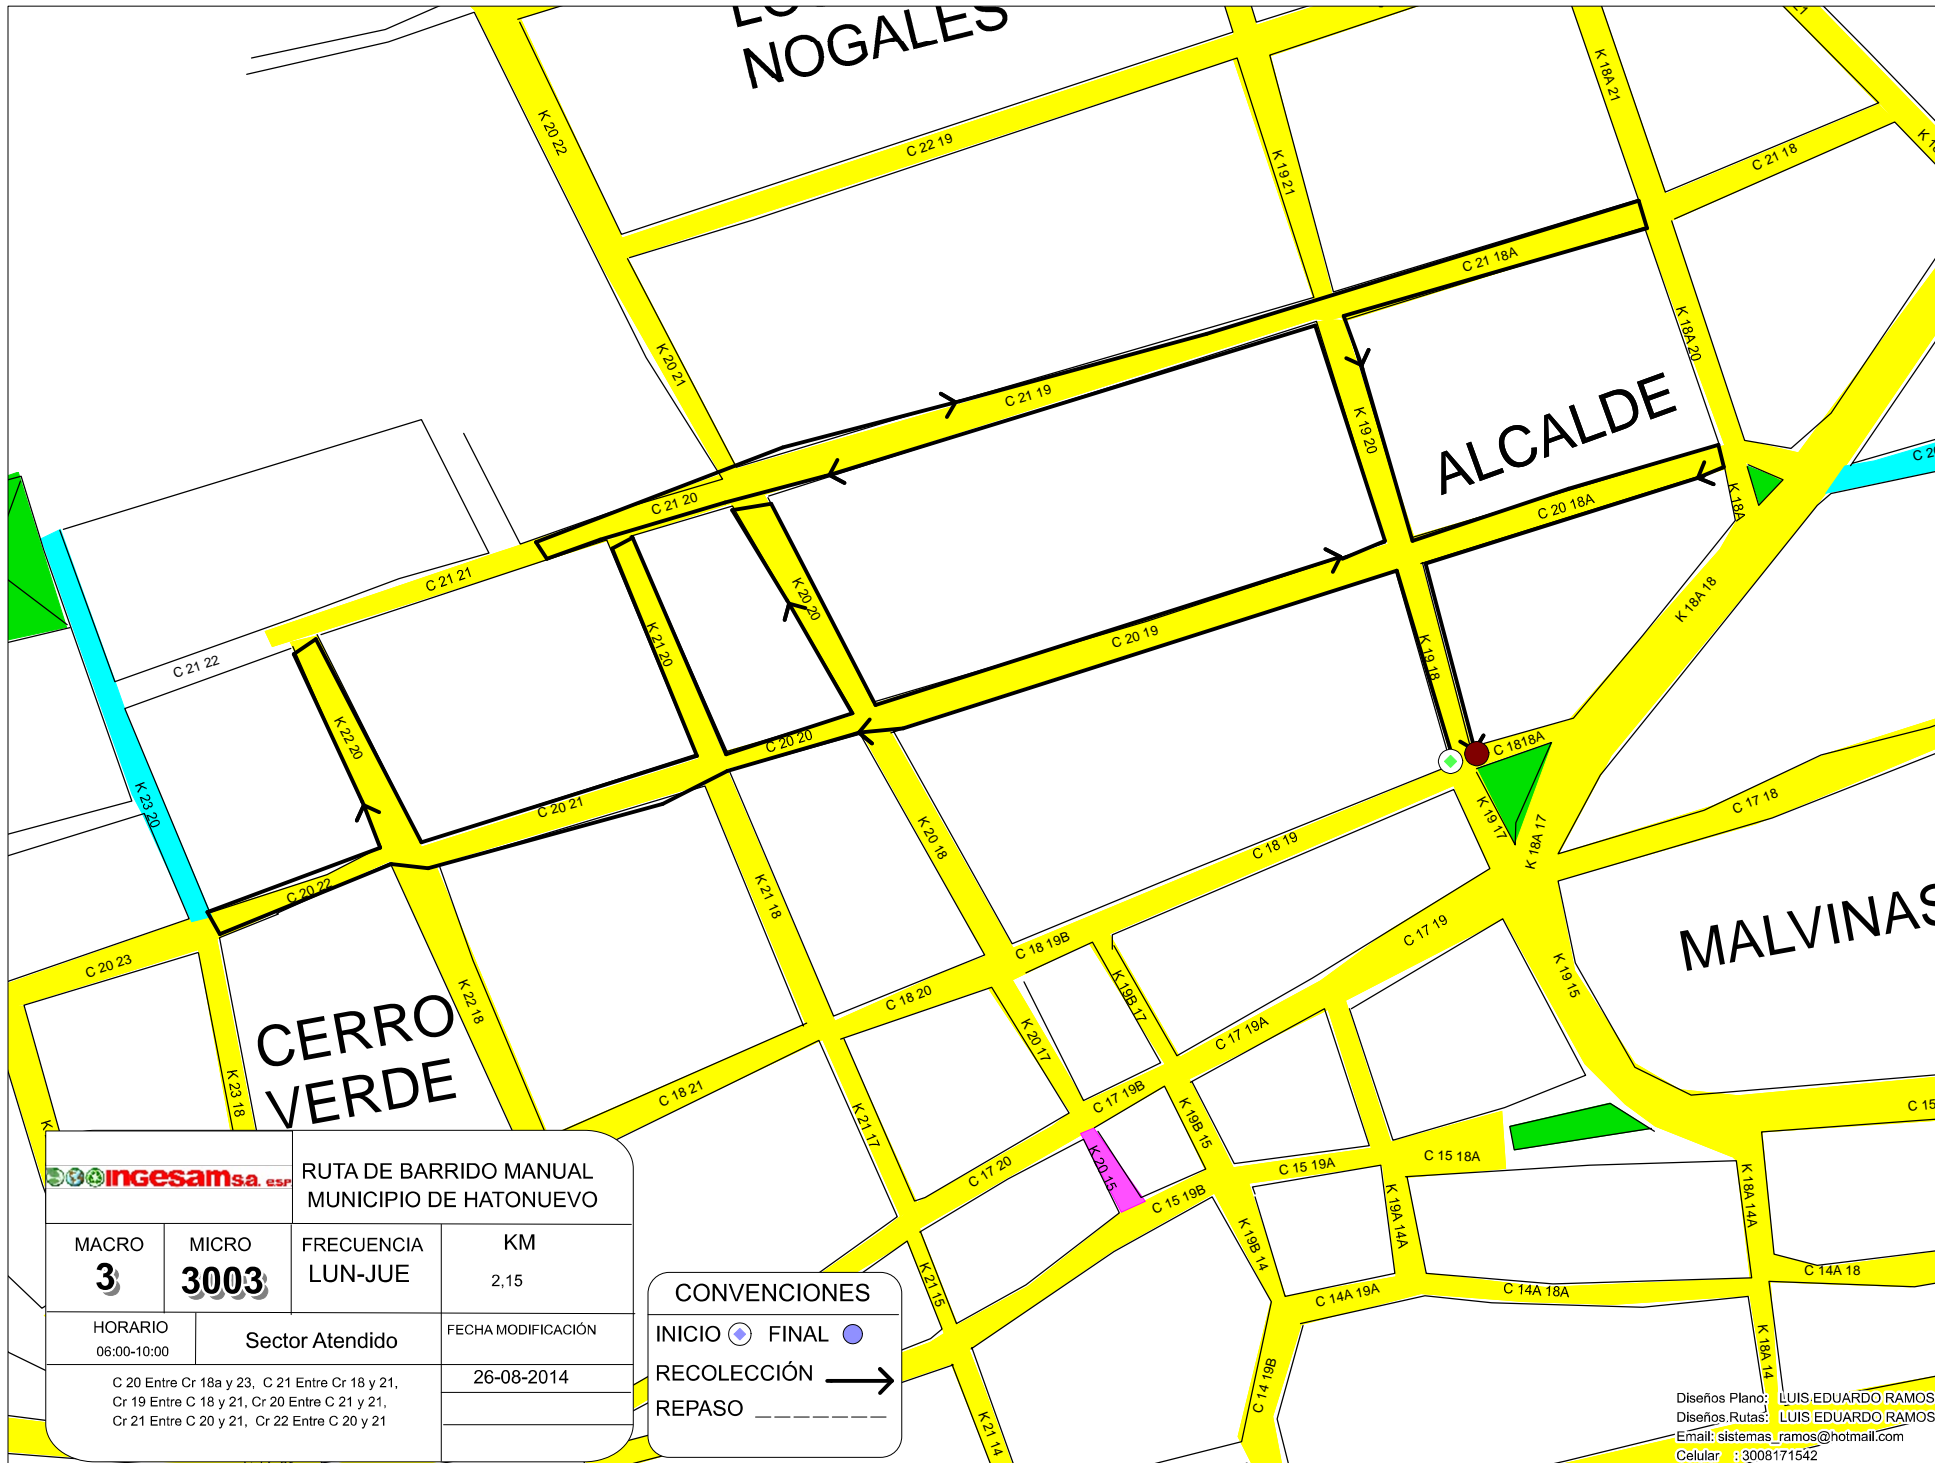 NOGALES
K 20 22
C 22 19
K 19 21
K 18A 21
C 21 18
K 20 21
C 21 18A
K 18A 20
C 21 19
K 19 20
ALCALDE
C 21 20
C 20 18A
K 18A
C 21 21
K 20 20
K 21 20
C 20 19
K 19 18
K 18A 18
C 21 22
K 22 20
C 20 20
C 1818A
K 23 20
C 20 21
K 19 17
C 17 18
K 20 18
C 18 19
K 18A 17
C 20 22
K 21 18
MALVINAS
C 17 19
C 18 19B
C 20 23
K 19 15
K 22 18
C 18 20
K 19B 17
CERRO
VERDE
K 20 17
C 17 19A
K 23 18
C 18 21
C 17 19B
C 15
K 21 17
K 19B 15
K 20 15
C 17 20
C 15 19A
C 15 18A
C 15 19B
K 18A 14A
K 19A 14A
K 19B 14
K 21 15
C 14A 19A
C 14A 18A
C 14A 18
K 18A 14
C 14 19B
K 21 14
INGESAM S.A. ESP
RUTA DE BARRIDO MANUAL
MUNICIPIO DE HATONUEVO
MACRO
3
MICRO
3003
FRECUENCIA
LUN-JUE
KM
2,15
HORARIO
06:00-10:00
Sector Atendido
FECHA MODIFICACIÓN
26-08-2014
C 20 Entre Cr 18a y 23, C 21 Entre Cr 18 y 21,
Cr 19 Entre C 18 y 21, Cr 20 Entre C 21 y 21,
Cr 21 Entre C 20 y 21, Cr 22 Entre C 20 y 21
CONVENCIONES
INICIO FINAL
RECOLECCIÓN
REPASO
Diseños Plano: LUIS EDUARDO RAMOS
Diseños Rutas: LUIS EDUARDO RAMOS
Email: sistemas_ramos@hotmail.com
Celular : 3008171542